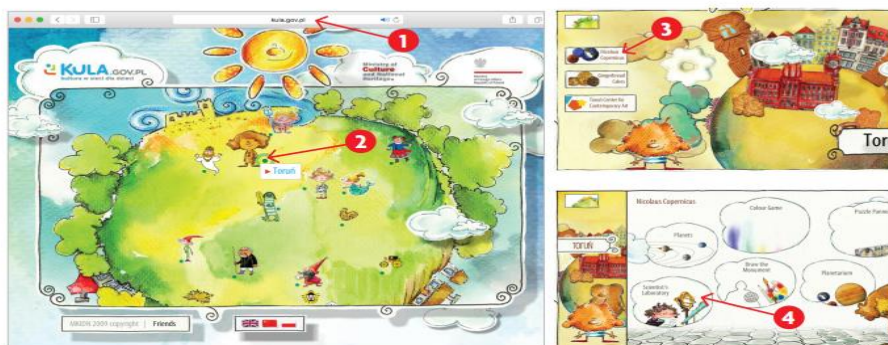 kula.gov.pl
1
KULA.GOV.PL
kultura w sieci dla dzieci
Ministry of
Culture
and National
Heritage
2
Toruń
MKiDN 2009 copyright | Friends
3
Nicolaus
Copernicus
Gingerbread
Cakes
Toruń Center for
Contemporary Art
Tor
Nicolaus Copernicus
Colour Game
Puzzle
TORUŃ
Planets
Draw the
Monument
Planetarium
Scientist's
Laboratory
4